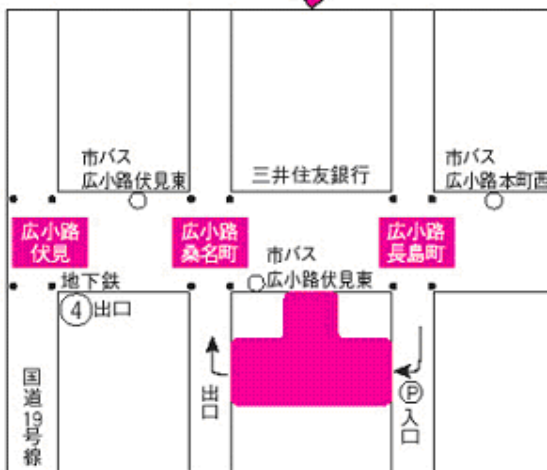 市バス
広小路伏見東
三井住友銀行
市バス
広小路本町西
広小路
伏見
広小路
桑名町
市バス
広小路伏見東
広小路
長島町
地下鉄
④出口
国道19号線
出口
Ⓟ入口